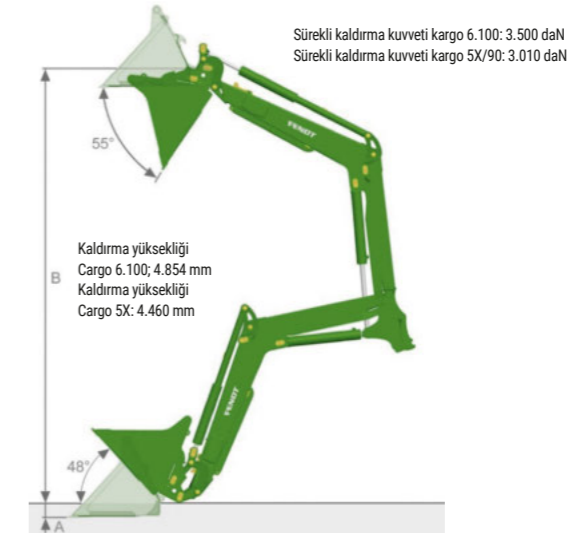 Sürekli kaldırma kuvveti kargo 6.100: 3.500 daN
Sürekli kaldırma kuvveti kargo 5X/90: 3.010 daN
FENDT
55°
Kaldırma yüksekliği
Cargo 6.100; 4.854 mm
Kaldırma yüksekliği
Cargo 5X: 4.460 mm
B
FENDT
48°
A